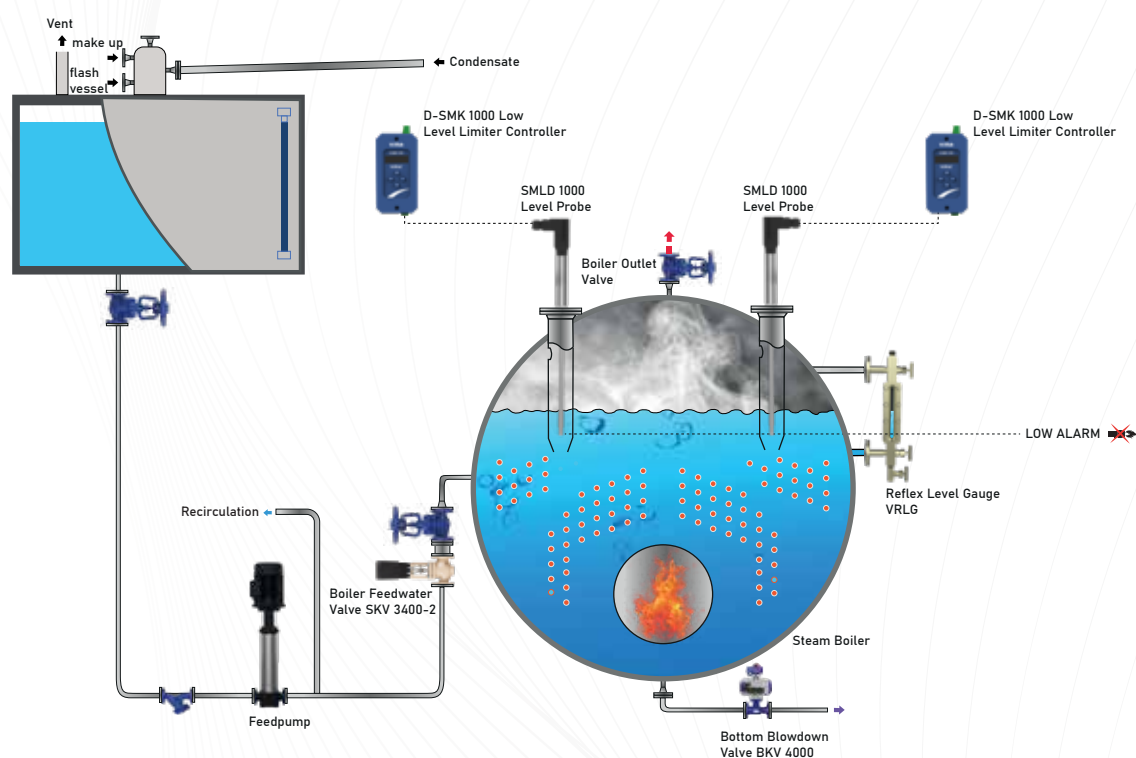 Vent
make up
flash
vessel
Condensate
D-SMK 1000 Low
Level Limiter Controller
D-SMK 1000 Low
Level Limiter Controller
SMLD 1000
Level Probe
SMLD 1000
Level Probe
Boiler Outlet
Valve
LOW ALARM
Reflex Level Gauge
VRLG
Recirculation
Boiler Feedwater
Valve SKV 3400-2
Steam Boiler
Feedpump
Bottom Blowdown
Valve BKV 4000